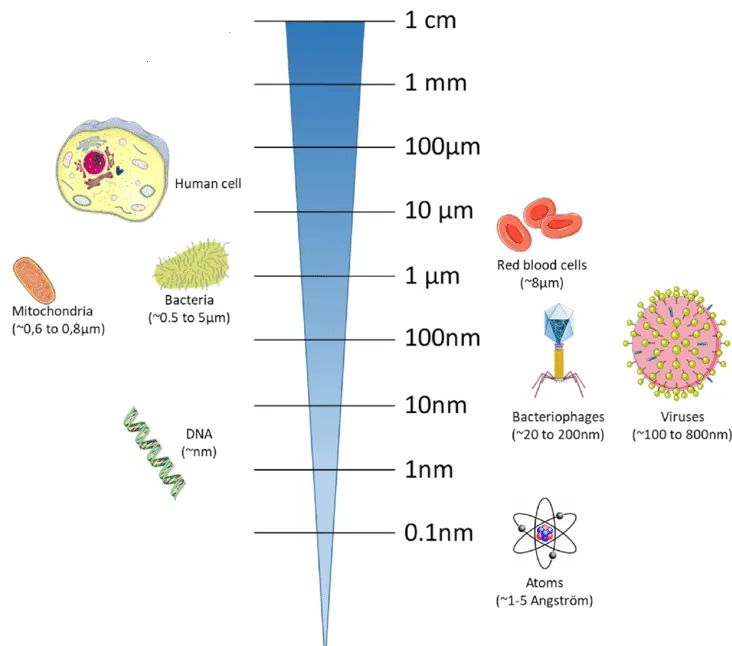 1 cm
1 mm
100µm
10 µm
1 µm
100nm
10nm
1nm
0.1nm
Human cell
Mitochondria
(~0,6 to 0,8µm)
Bacteria
(~0.5 to 5µm)
DNA
(~nm)
Red blood cells
(~8µm)
Bacteriophages
(~20 to 200nm)
Viruses
(~100 to 800nm)
Atoms
(~1-5 Angström)